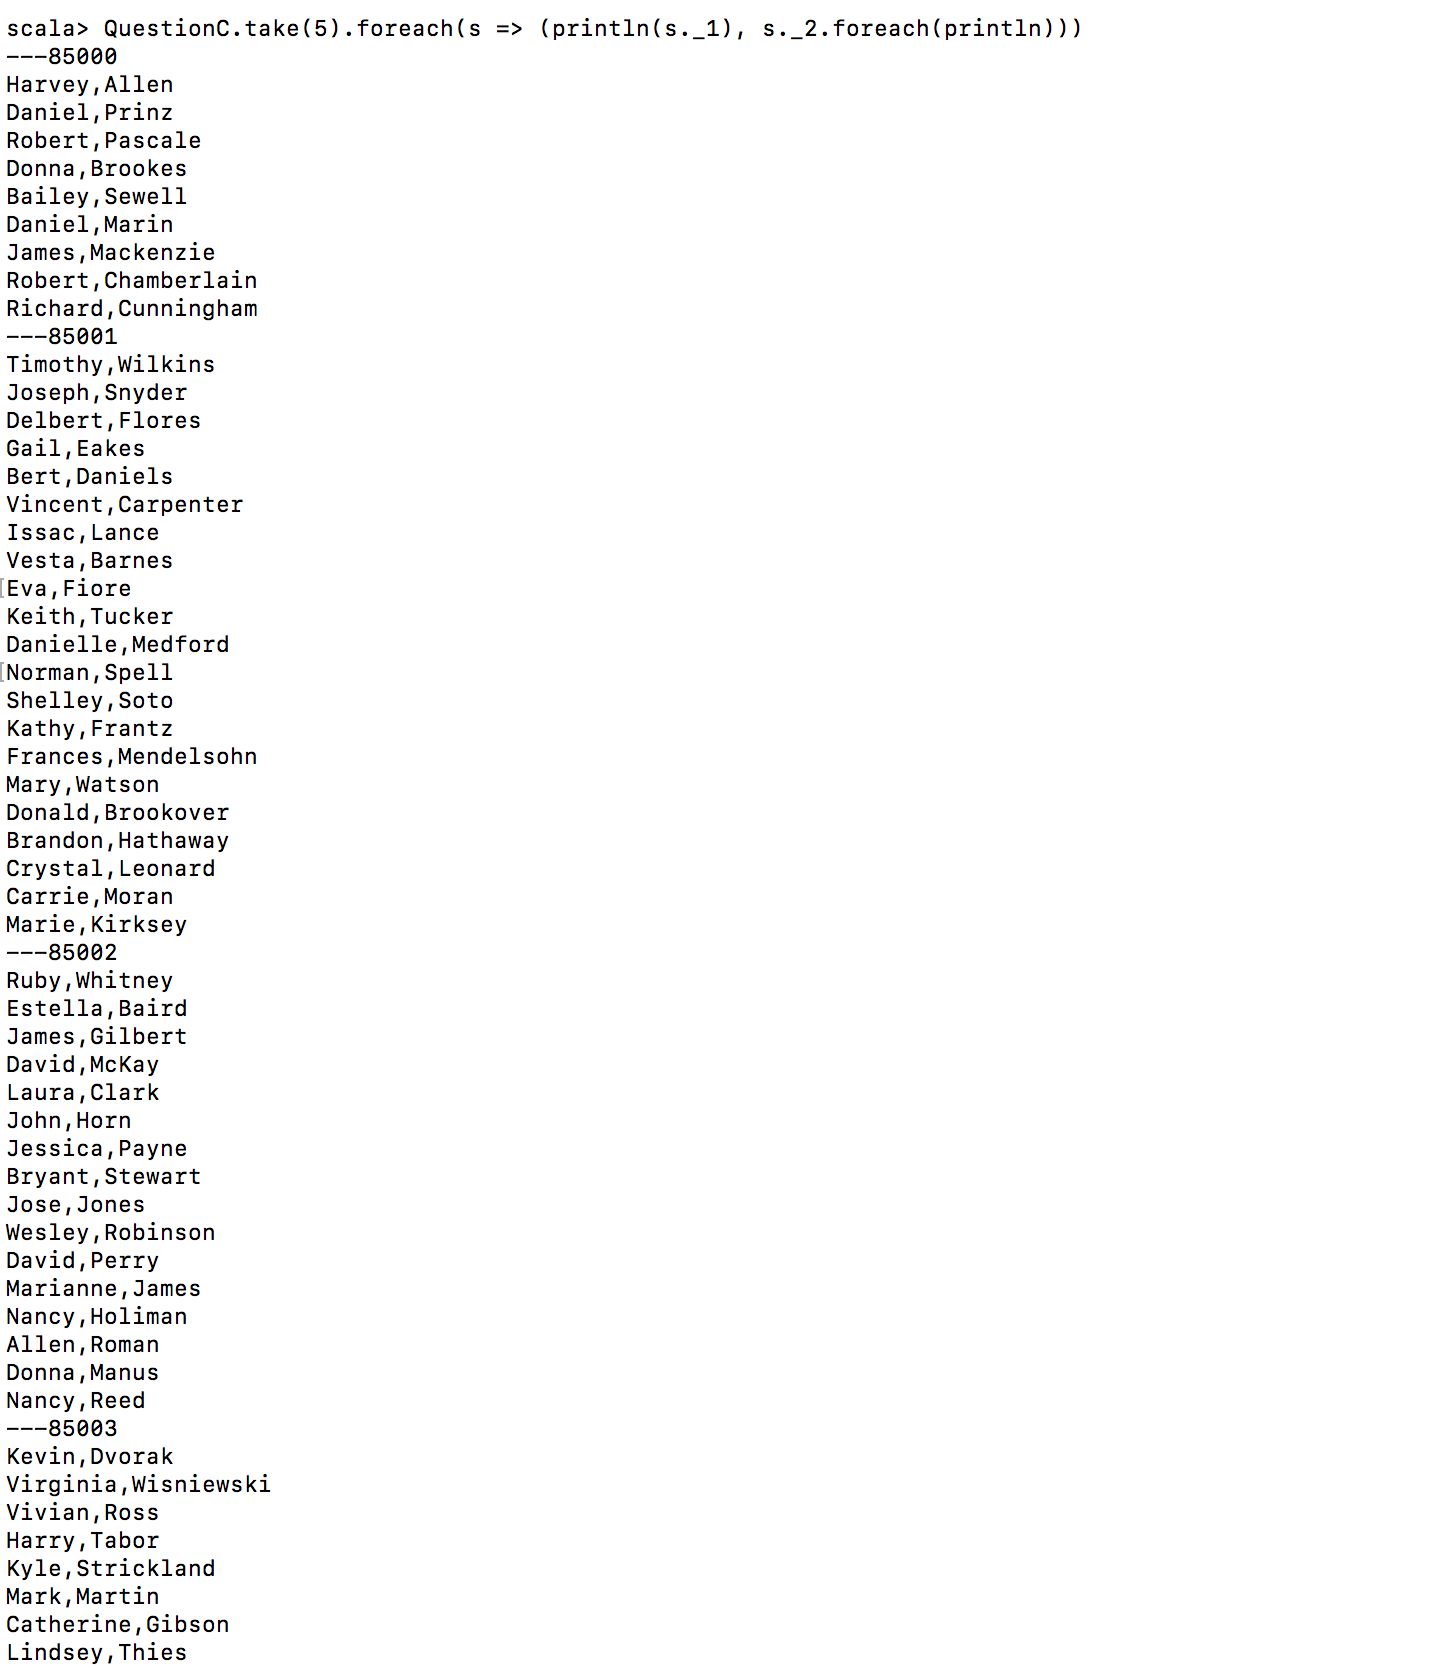 scala> QuestionC.take(5).foreach(s => (println(s._1), s._2.foreach(println)))
---85000
Harvey,Allen
Daniel,Prinz
Robert,Pascale
Donna,Brookes
Bailey,Sewell
Daniel,Marin
James,Mackenzie
Robert,Chamberlain
Richard,Cunningham
---85001
Timothy,Wilkins
Joseph,Snyder
Delbert,Flores
Gail,Eakes
Bert,Daniels
Vincent,Carpenter
Issac,Lance
Vesta,Barnes
Eva,Fiore
Keith,Tucker
Danielle,Medford
Norman,Spell
Shelley,Soto
Kathy,Frantz
Frances,Mendelsohn
Mary,Watson
Donald,Brookover
Brandon,Hathaway
Crystal,Leonard
Carrie,Moran
Marie,Kirksey
---85002
Ruby,Whitney
Estella,Baird
James,Gilbert
David,McKay
Laura,Clark
John,Horn
Jessica,Payne
Bryant,Stewart
Jose,Jones
Wesley,Robinson
David,Perry
Marianne,James
Nancy,Holiman
Allen,Roman
Donna,Manus
Nancy,Reed
---85003
Kevin,Dvorak
Virginia,Wisniewski
Vivian,Ross
Harry,Tabor
Kyle,Strickland
Mark,Martin
Catherine,Gibson
Lindsey,Thies